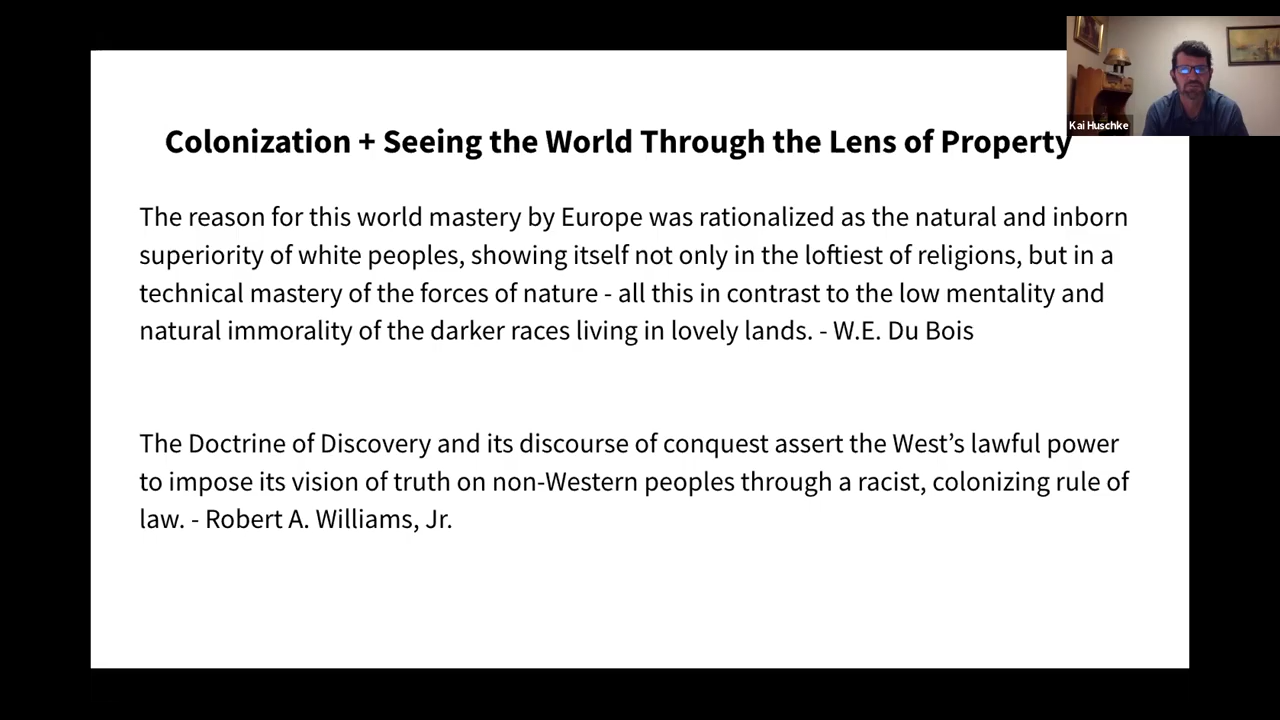 Kai Huschke
Colonization + Seeing the World Through the Lens of Property
The reason for this world mastery by Europe was rationalized as the natural and inborn
superiority of white peoples, showing itself not only in the loftiest of religions, but in a
technical mastery of the forces of nature - all this in contrast to the low mentality and
natural immorality of the darker races living in lovely lands. - W.E. Du Bois
The Doctrine of Discovery and its discourse of conquest assert the West’s lawful power
to impose its vision of truth on non-Western peoples through a racist, colonizing rule of
law. - Robert A. Williams, Jr.